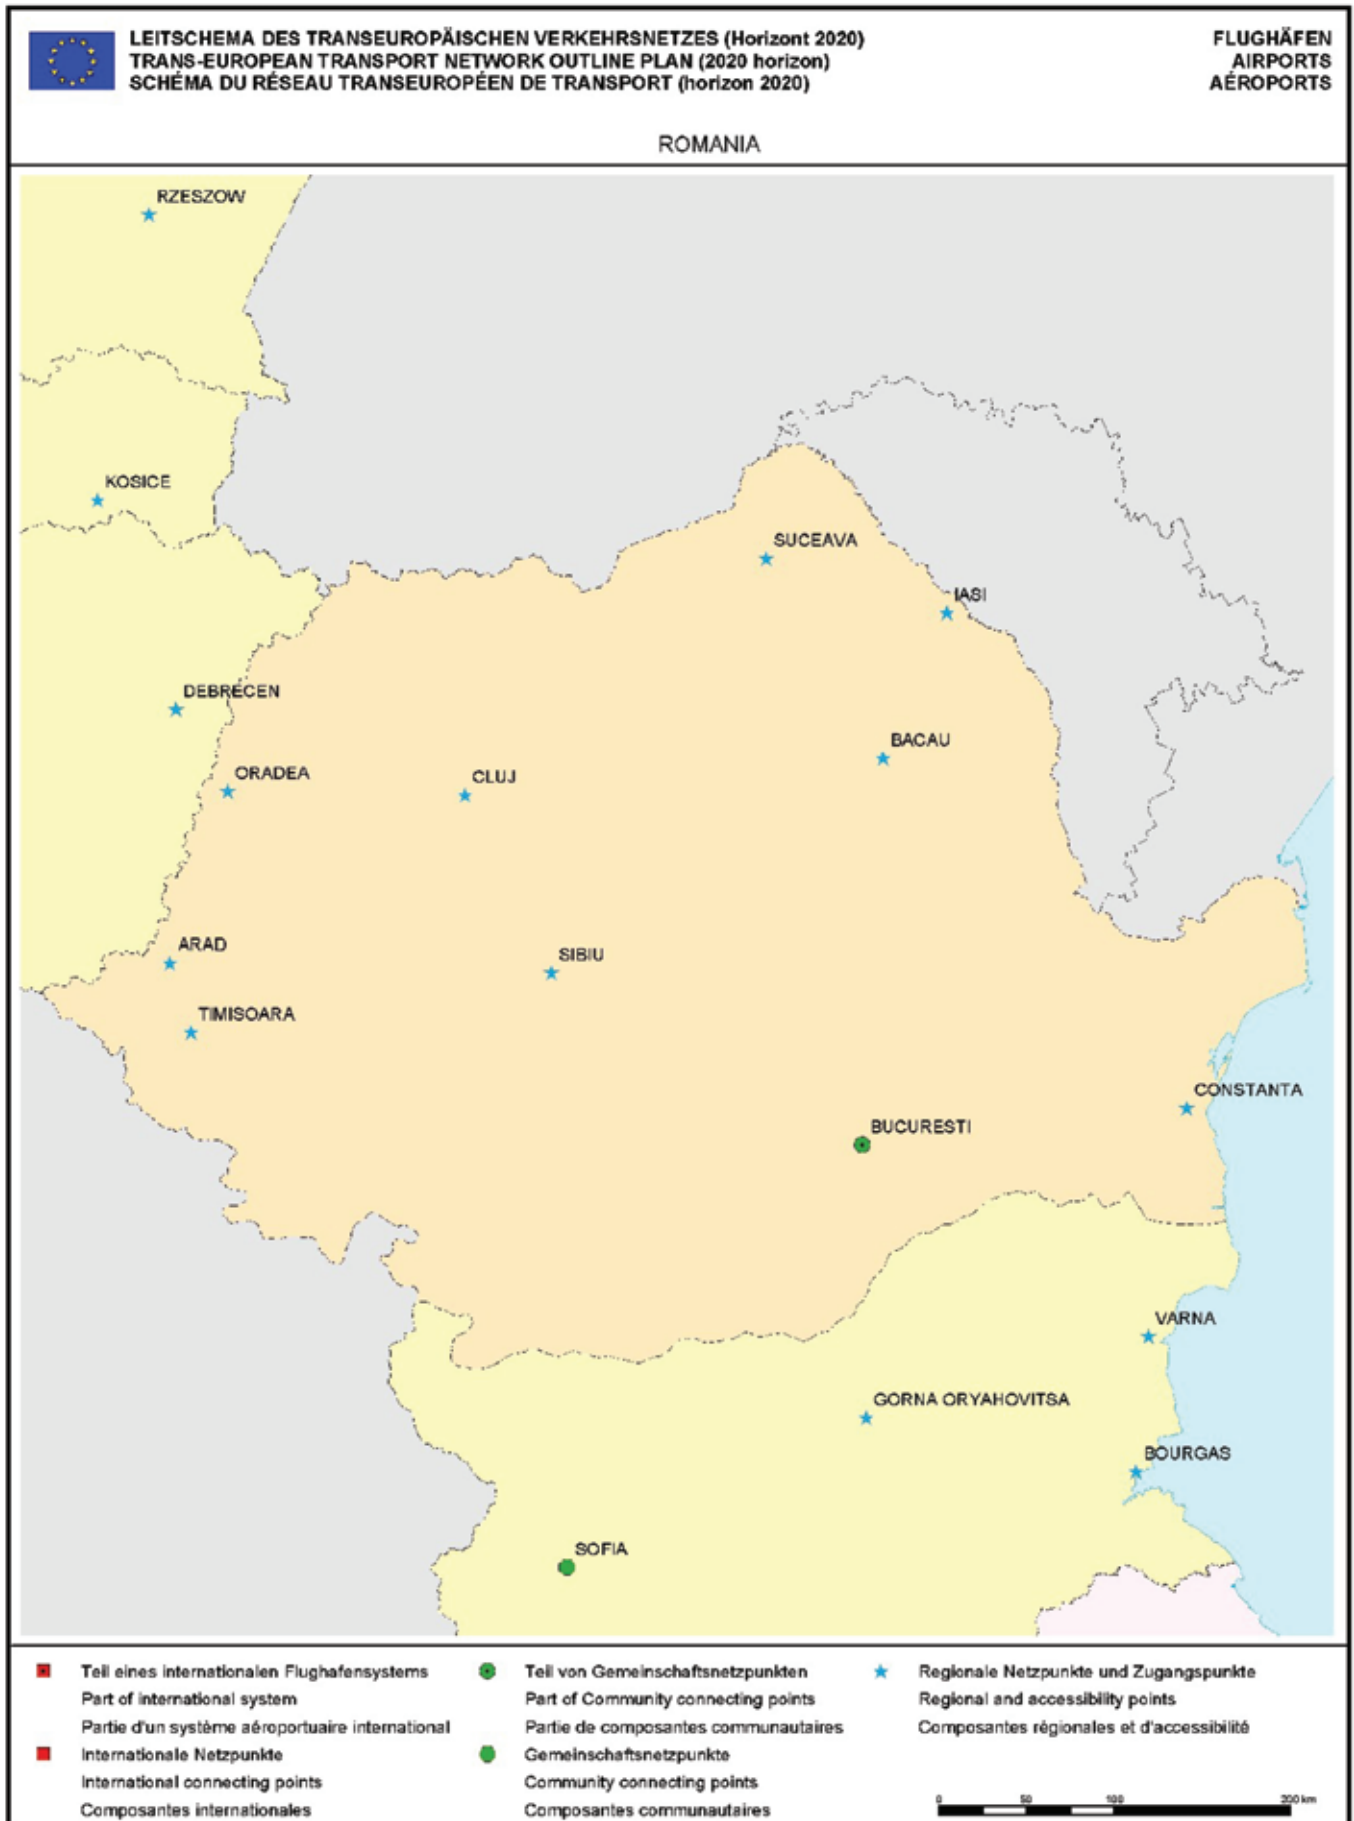 LEITSCHEMA DES TRANSEUROPÄISCHEN VERKEHRSNETZES (Horizont 2020)
TRANS-EUROPEAN TRANSPORT NETWORK OUTLINE PLAN (2020 horizon)
SCHÉMA DU RÉSEAU TRANSEUROPÉEN DE TRANSPORT (horizon 2020)
FLUGHÄFEN
AIRPORTS
AÉROPORTS
ROMANIA
RZESZOW
KOSICE
SUCEAVA
IASI
DEBRECEN
BACAU
ORADEA
CLUJ
ARAD
SIBIU
TIMISOARA
CONSTANTA
BUCURESTI
VARNA
GORNA ORYAHOVITSA
BOURGAS
SOFIA
Teil eines internationalen Flughafensystems
Part of international system
Partie d'un système aéroportuaire international
Internationale Netzpunkte
International connecting points
Composantes internationales
Teil von Gemeinschaftsnetzpunkten
Part of Community connecting points
Partie de composantes communautaires
Gemeinschaftsnetzpunkte
Community connecting points
Composantes communautaires
Regionale Netzpunkte und Zugangspunkte
Regional and accessibility points
Composantes régionales et d'accessibilité
0 50 100 200 km